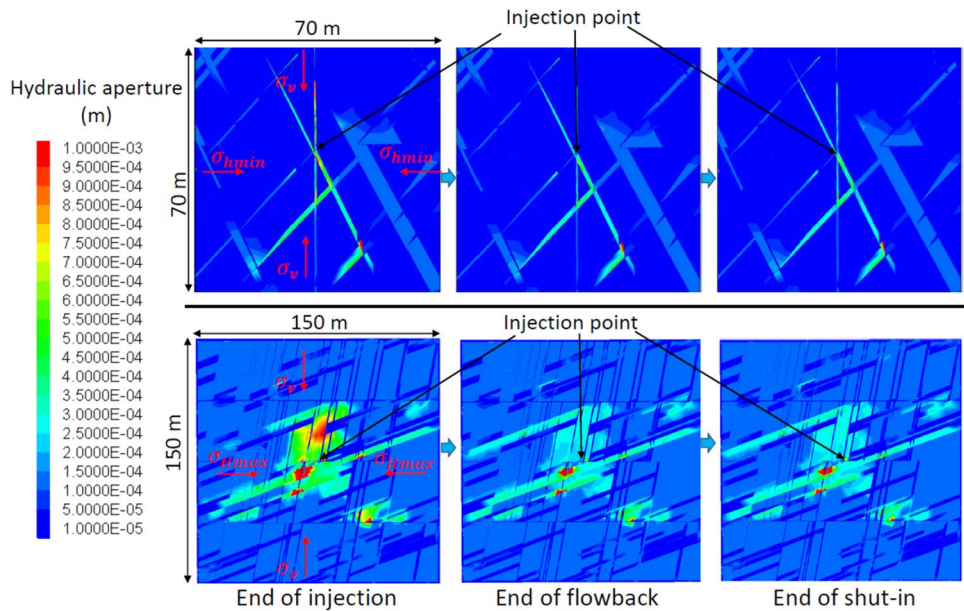 Injection point
70 m
Hydraulic aperture
(m)
1.0000E-03
9.5000E-04
9.0000E-04
8.5000E-04
8.0000E-04
7.5000E-04
7.0000E-04
6.5000E-04
6.0000E-04
5.5000E-04
5.0000E-04
4.5000E-04
4.0000E-04
3.5000E-04
3.0000E-04
2.5000E-04
2.0000E-04
1.5000E-04
1.0000E-04
5.0000E-05
1.0000E-05
70 m
σv
σhmin
σhmin
σv
150 m
Injection point
150 m
σv
σHmax
σHmax
σv
End of injection
End of flowback
End of shut-in